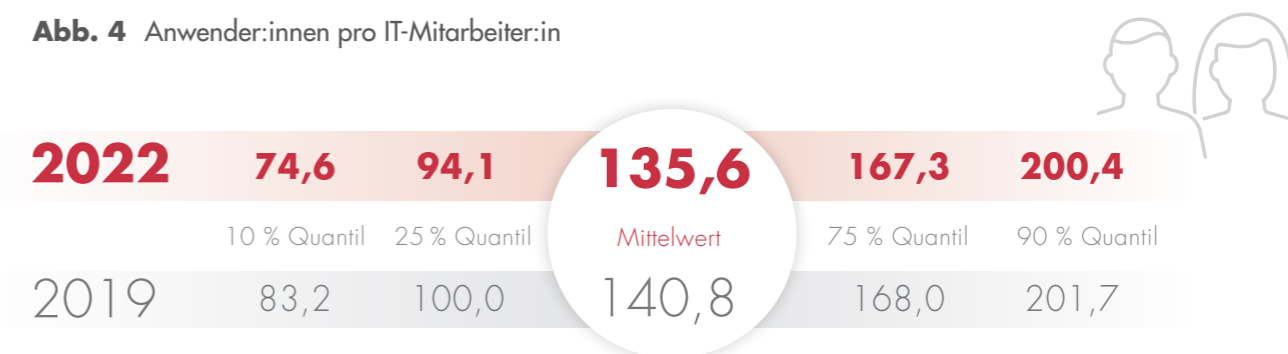 Abb. 4 Anwender:innen pro IT-Mitarbeiter:in
2022 74,6 94,1 135,6 167,3 200,4
10 % Quantil 25 % Quantil Mittelwert 75 % Quantil 90 % Quantil
2019 83,2 100,0 140,8 168,0 201,7